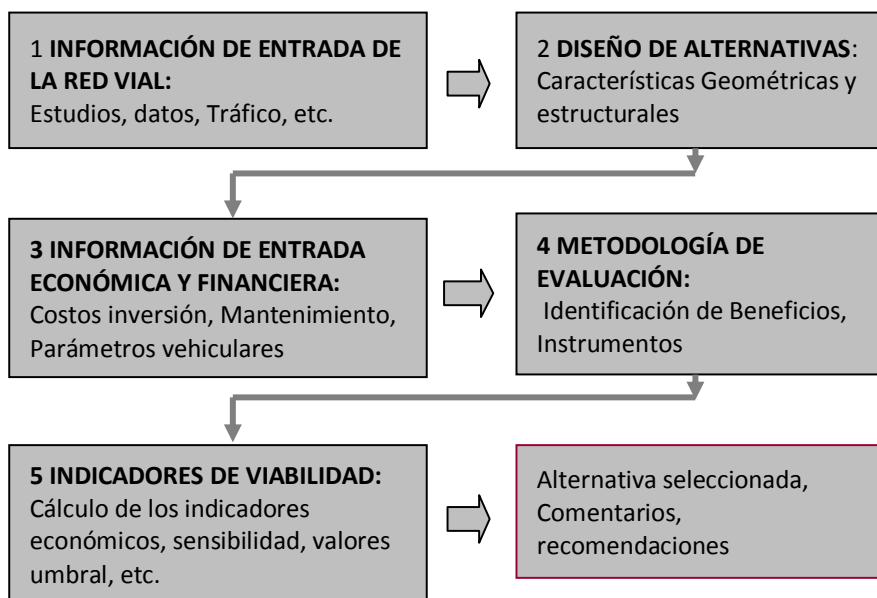 1 INFORMACIÓN DE ENTRADA DE
LA RED VIAL:
Estudios, datos, Tráfico, etc.
2 DISEÑO DE ALTERNATIVAS:
Características Geométricas y
estructurales
3 INFORMACIÓN DE ENTRADA
ECONÓMICA Y FINANCIERA:
Costos inversión, Mantenimiento,
Parámetros vehiculares
4 METODOLOGÍA DE
EVALUACIÓN:
Identificación de Beneficios,
Instrumentos
5 INDICADORES DE VIABILIDAD:
Cálculo de los indicadores
económicos, sensibilidad, valores
umbral, etc.
Alternativa seleccionada,
Comentarios,
recomendaciones